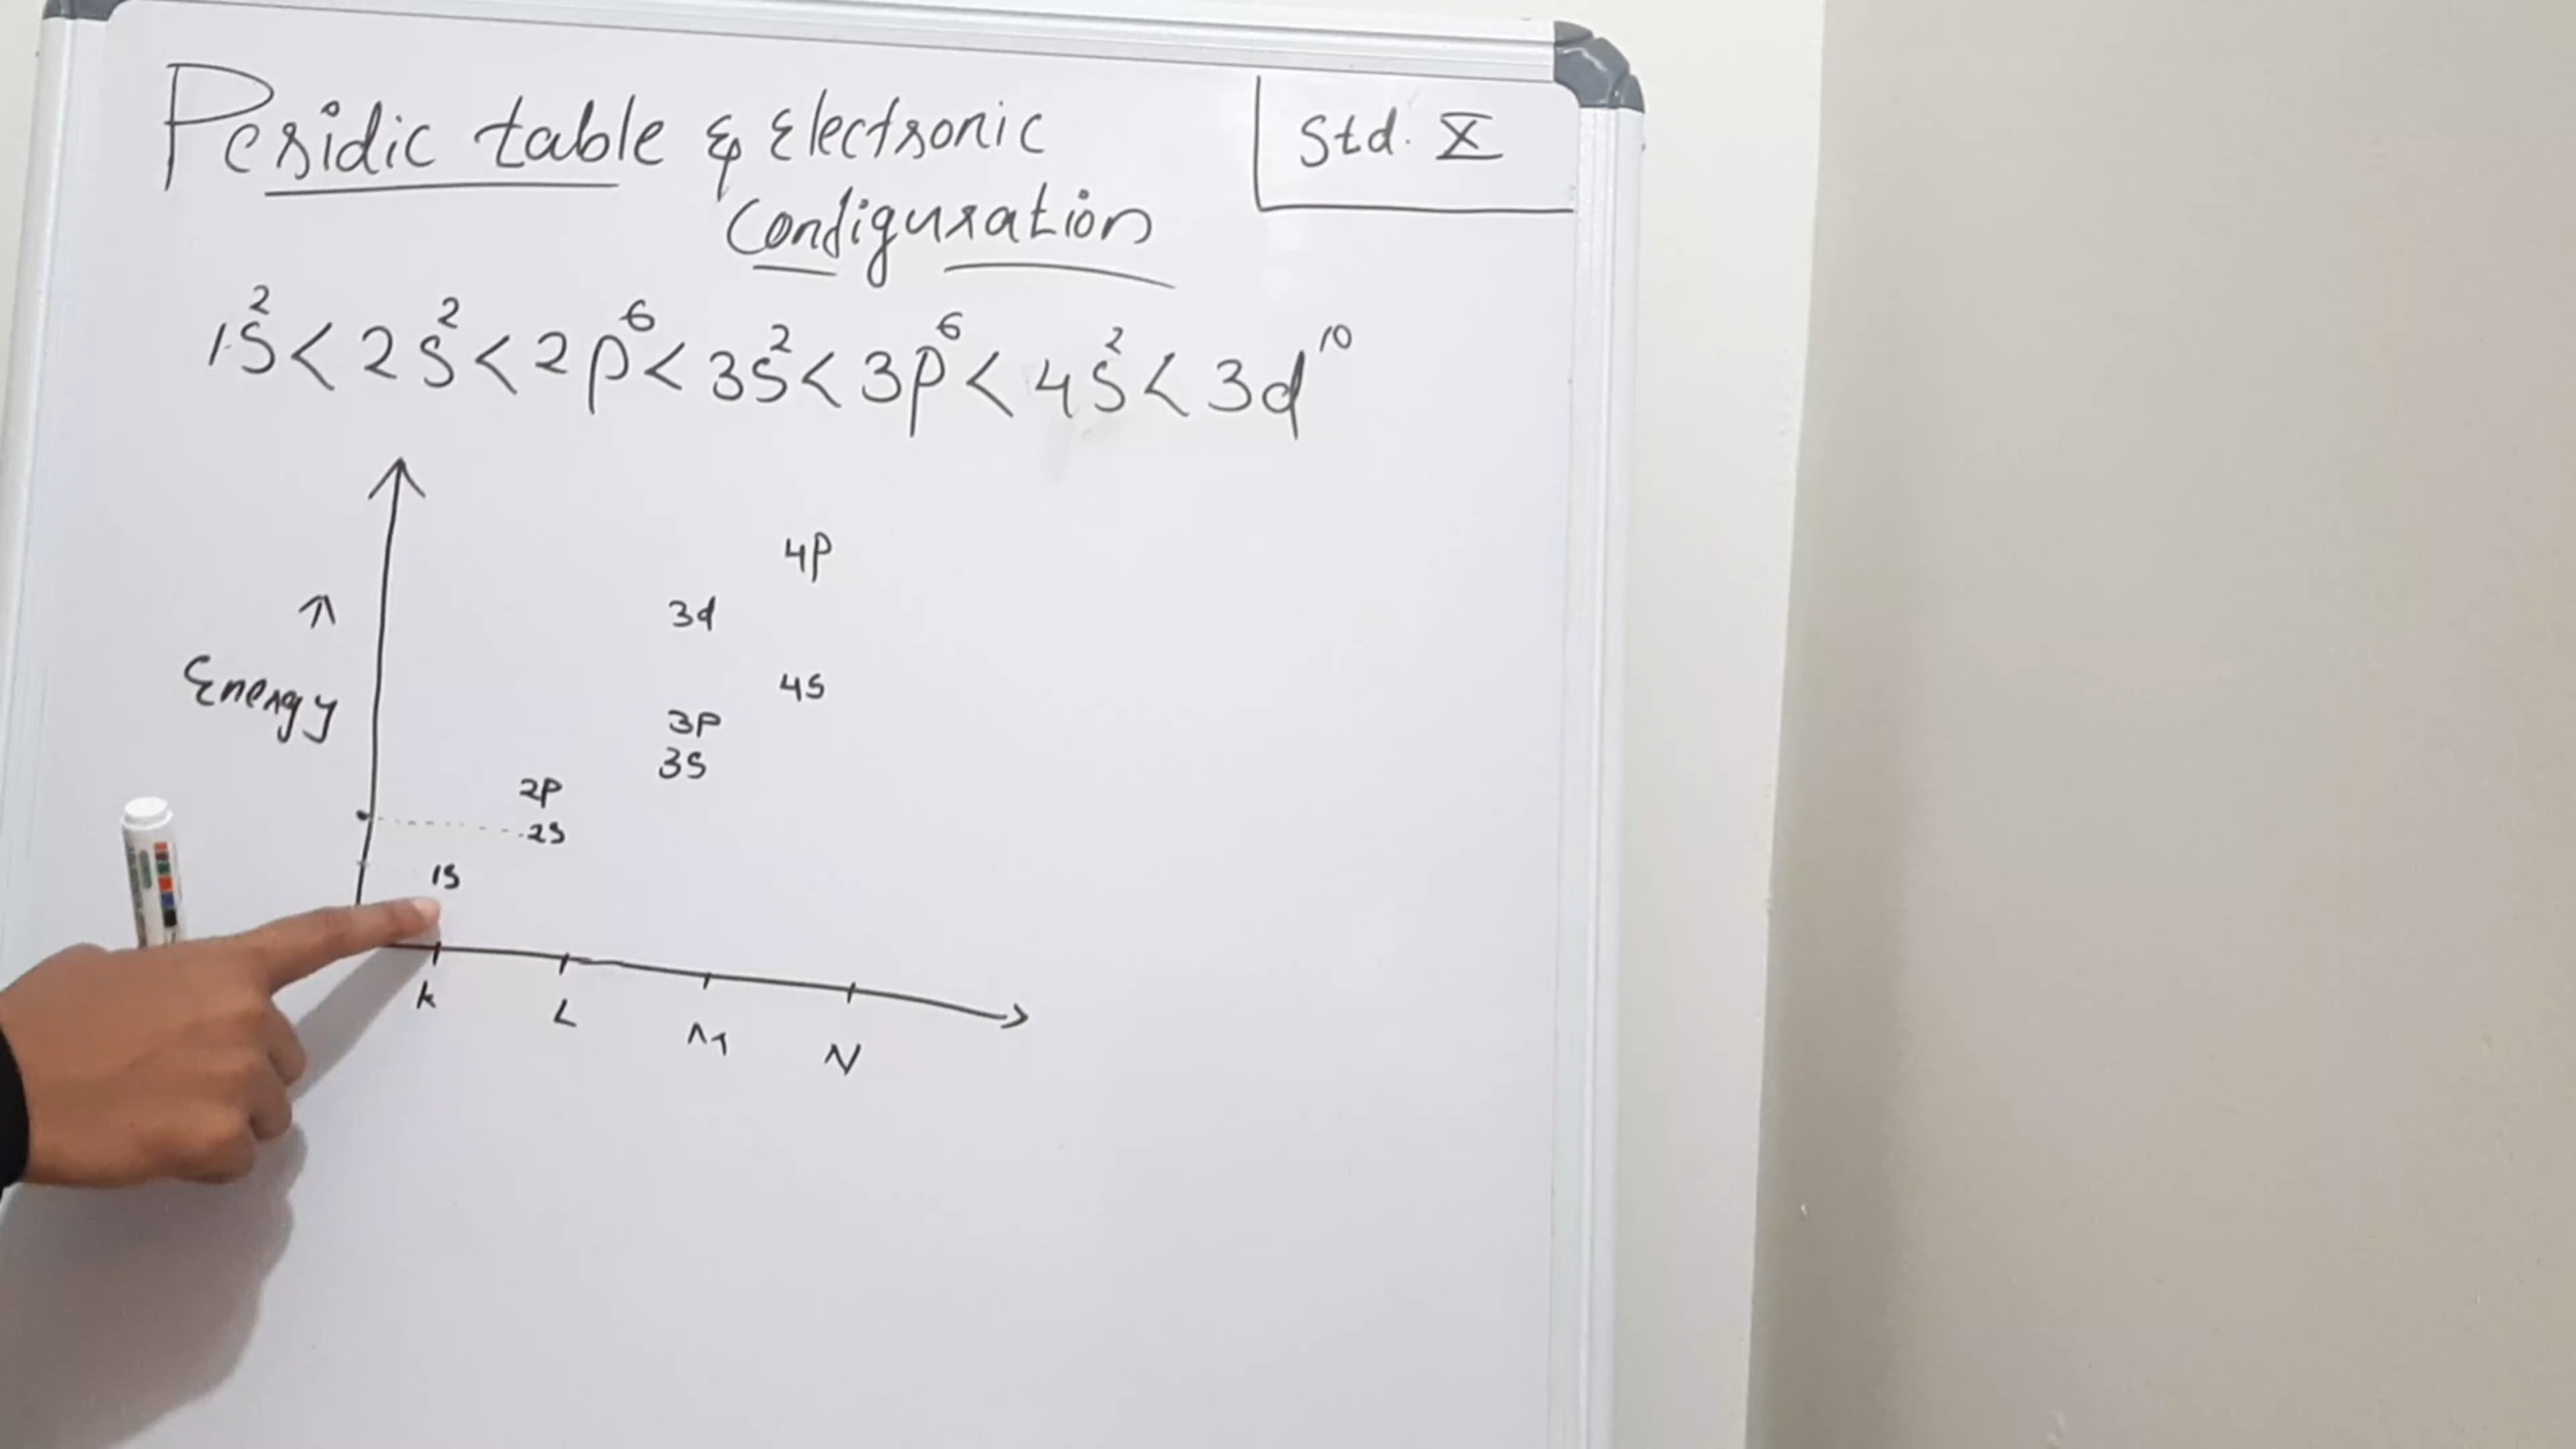 Peridic table & Electronic
Configuration
Std. X
1s² < 2s² < 2p⁶ < 3s² < 3p⁶ < 4s² < 3d¹⁰
4p
3d
↑
Energy
4s
3p
3s
2p
2s
1s
k
L
M
N